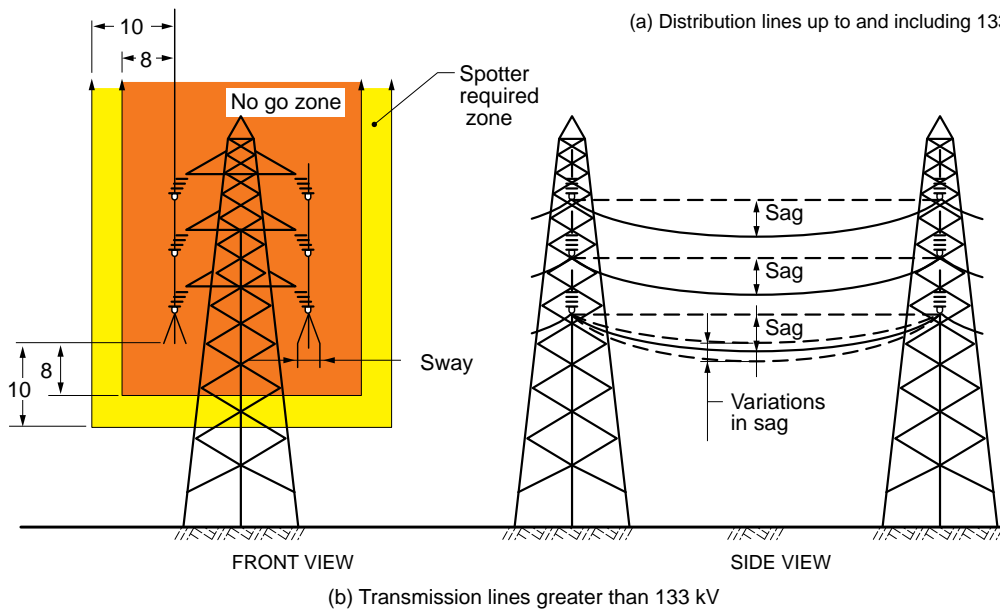 (a) Distribution lines up to and including 133
10
8
No go zone
Spotter
required
zone
Sag
Sag
Sag
8
10
Sway
Variations
in sag
FRONT VIEW
SIDE VIEW
(b) Transmission lines greater than 133 kV